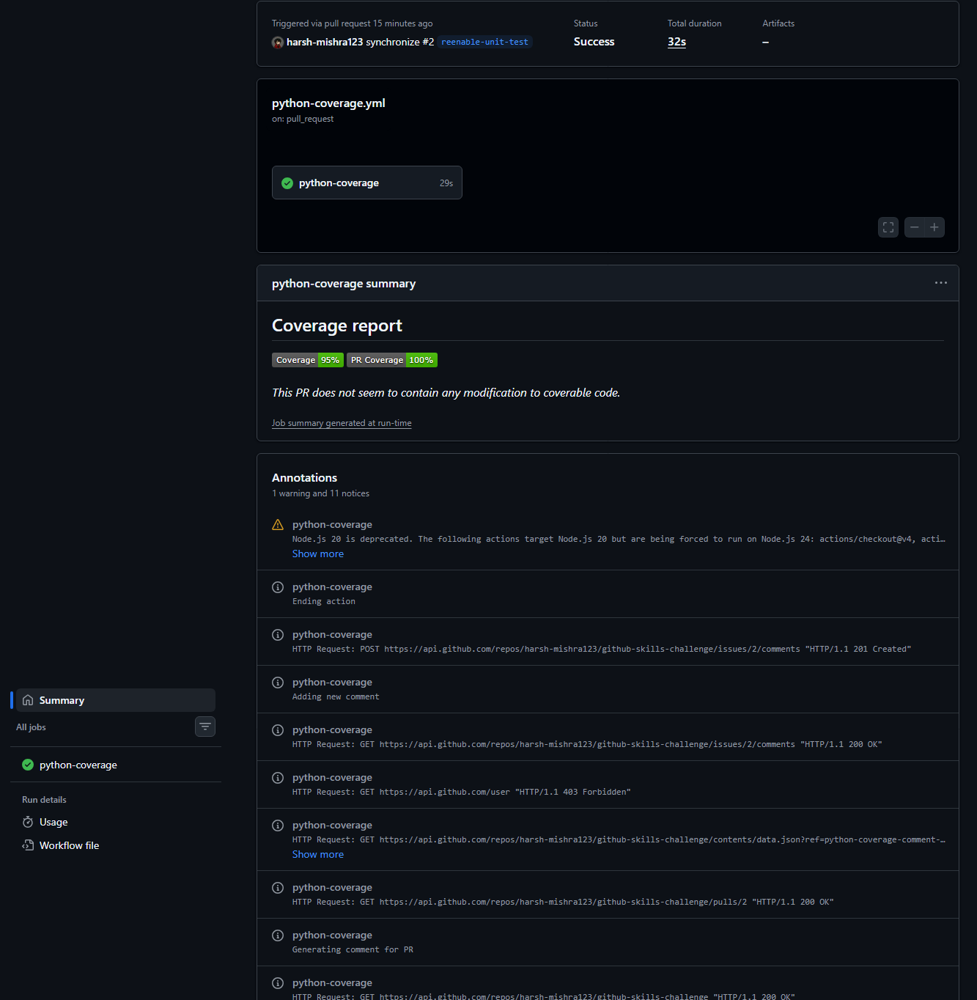 Triggered via pull request 15 minutes ago
harsh-mishra123 synchronize #2 reenable-unit-test
Status
Success
Total duration
32s
Artifacts
–
python-coverage.yml
on: pull_request
python-coverage 29s
python-coverage summary
Coverage report
Coverage 95% PR Coverage 100%
This PR does not seem to contain any modification to coverable code.
Job summary generated at run-time
Annotations
1 warning and 11 notices
python-coverage
Node.js 20 is deprecated. The following actions target Node.js 20 but are being forced to run on Node.js 24: actions/checkout@v4, acti…
Show more
python-coverage
Ending action
python-coverage
HTTP Request: POST https://api.github.com/repos/harsh-mishra123/github-skills-challenge/issues/2/comments "HTTP/1.1 201 Created"
python-coverage
Adding new comment
python-coverage
HTTP Request: GET https://api.github.com/repos/harsh-mishra123/github-skills-challenge/issues/2/comments "HTTP/1.1 200 OK"
python-coverage
HTTP Request: GET https://api.github.com/user "HTTP/1.1 403 Forbidden"
python-coverage
HTTP Request: GET https://api.github.com/repos/harsh-mishra123/github-skills-challenge/contents/data.json?ref=python-coverage-comment-…
Show more
python-coverage
HTTP Request: GET https://api.github.com/repos/harsh-mishra123/github-skills-challenge/pulls/2 "HTTP/1.1 200 OK"
python-coverage
Generating comment for PR
python-coverage
HTTP Request: GET https://api.github.com/repos/harsh-mishra123/github-skills-challenge "HTTP/1.1 200 OK"
Summary
All jobs
python-coverage
Run details
Usage
Workflow file